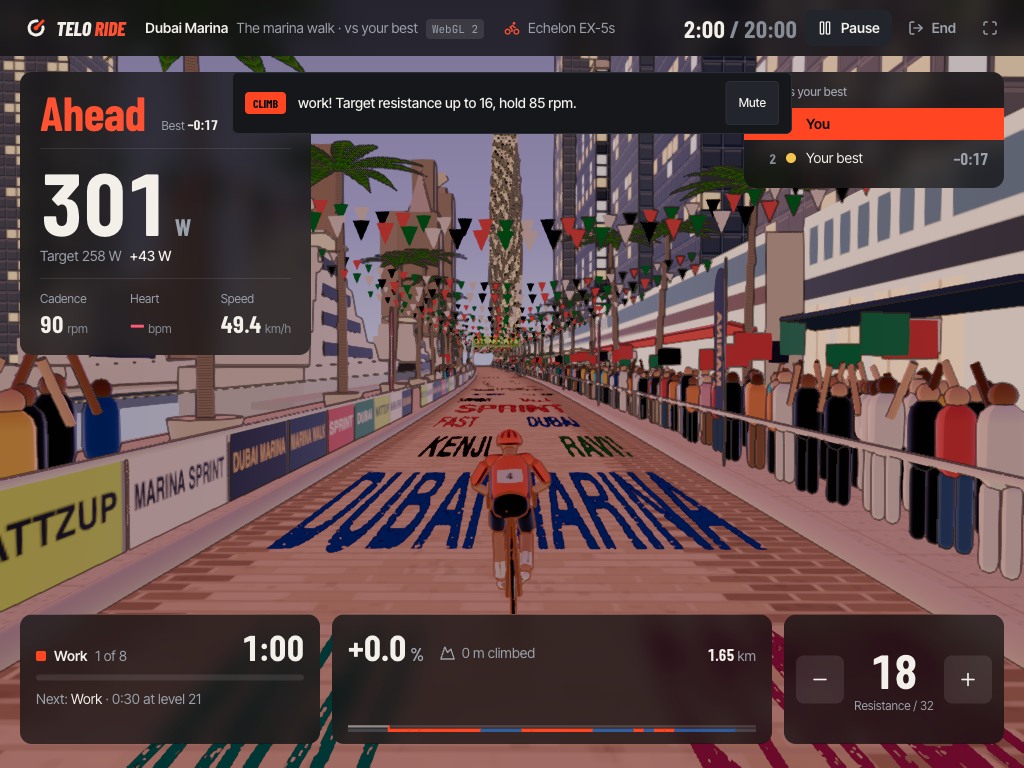 TELO RIDE Dubai Marina The marina walk · vs your best WebGL 2 Echelon EX-5s 2:00 / 20:00 Pause End
CLIMB work! Target resistance up to 16, hold 85 rpm. Mute
s your best
You
2 Your best −0:17
Ahead Best −0:17
301 W
Target 258 W +43 W
Cadence Heart Speed
90 rpm — bpm 49.4 km/h
SPRINT
FAST DUBAI
KENJI RAVI!
DUBAI MARINA
4
ATTZUP MARINA SPRINT DUBAI MARINA MARINA WALK SPRINT DUBAI
Work 1 of 8 1:00
Next: Work · 0:30 at level 21
+0.0 % 0 m climbed 1.65 km
− 18 +
Resistance / 32